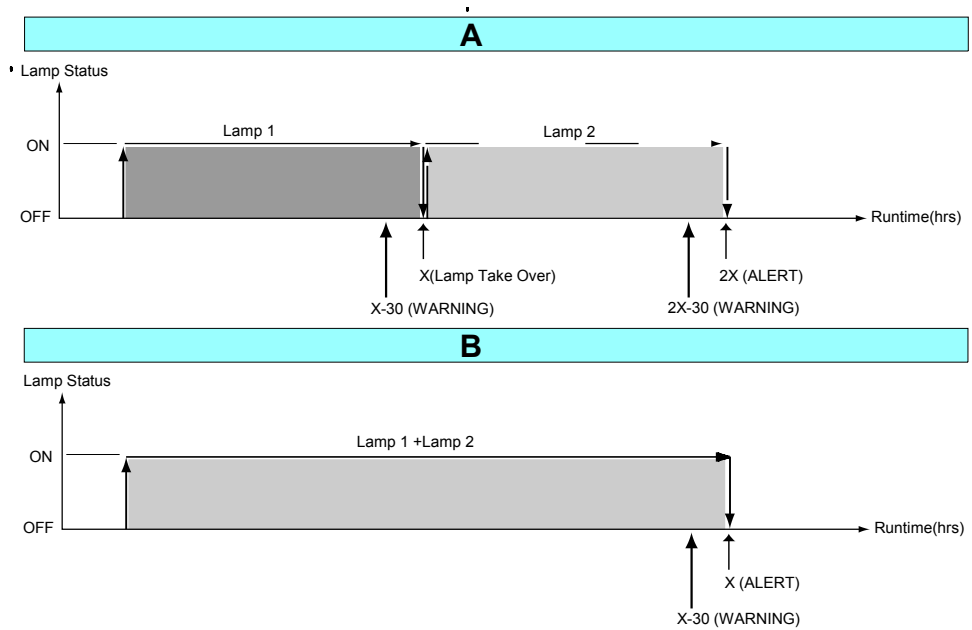 A
Lamp Status
Lamp 1
Lamp 2
ON
OFF
Runtime(hrs)
X(Lamp Take Over)
2X (ALERT)
X-30 (WARNING)
2X-30 (WARNING)
B
Lamp Status
Lamp 1 +Lamp 2
ON
OFF
Runtime(hrs)
X (ALERT)
X-30 (WARNING)